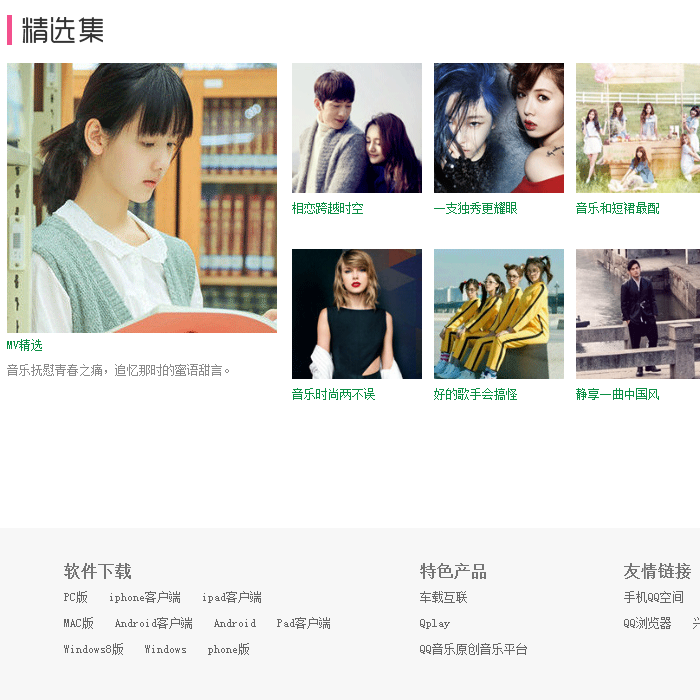 精选集
相恋跨越时空
一支独秀更耀眼
音乐和短裙最配
MV精选
音乐抚慰青春之痛，追忆那时的蜜语甜言。
音乐时尚两不误
好的歌手会搞怪
静享一曲中国风
软件下载
PC版 iphone客户端 ipad客户端
MAC版 Android客户端 Android Pad客户端
Windows8版 Windows phone版
特色产品
车载互联
Qplay
QQ音乐原创音乐平台
友情链接
手机QQ空间
QQ浏览器